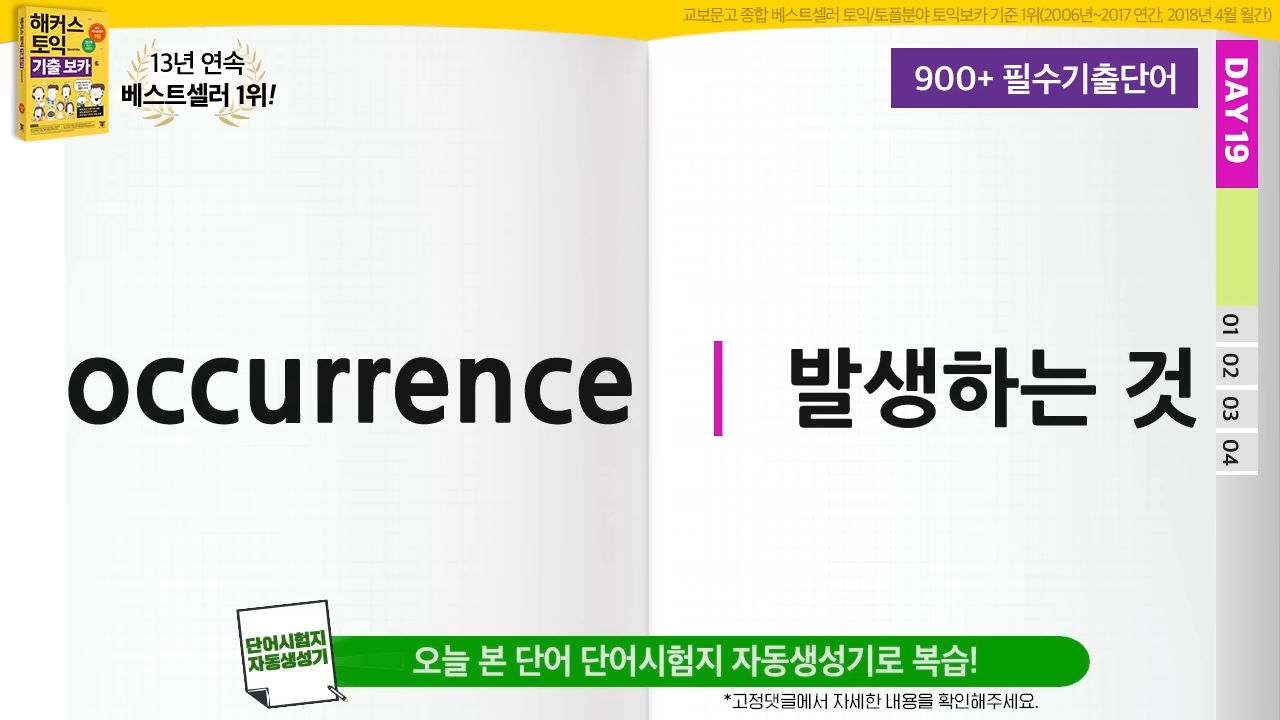 교보문고 종합 베스트셀러 토익/토플분야 토익보카 기준 1위(2006년~2017 연간, 2018년 4월 월간)
해커스
토익
기출 보카
13년 연속
베스트셀러 1위!
900+ 필수기출단어
DAY 19
01
02
03
04
occurrence
발생하는 것
단어시험지
자동생성기
오늘 본 단어 단어시험지 자동생성기로 복습!
*고정댓글에서 자세한 내용을 확인해주세요.